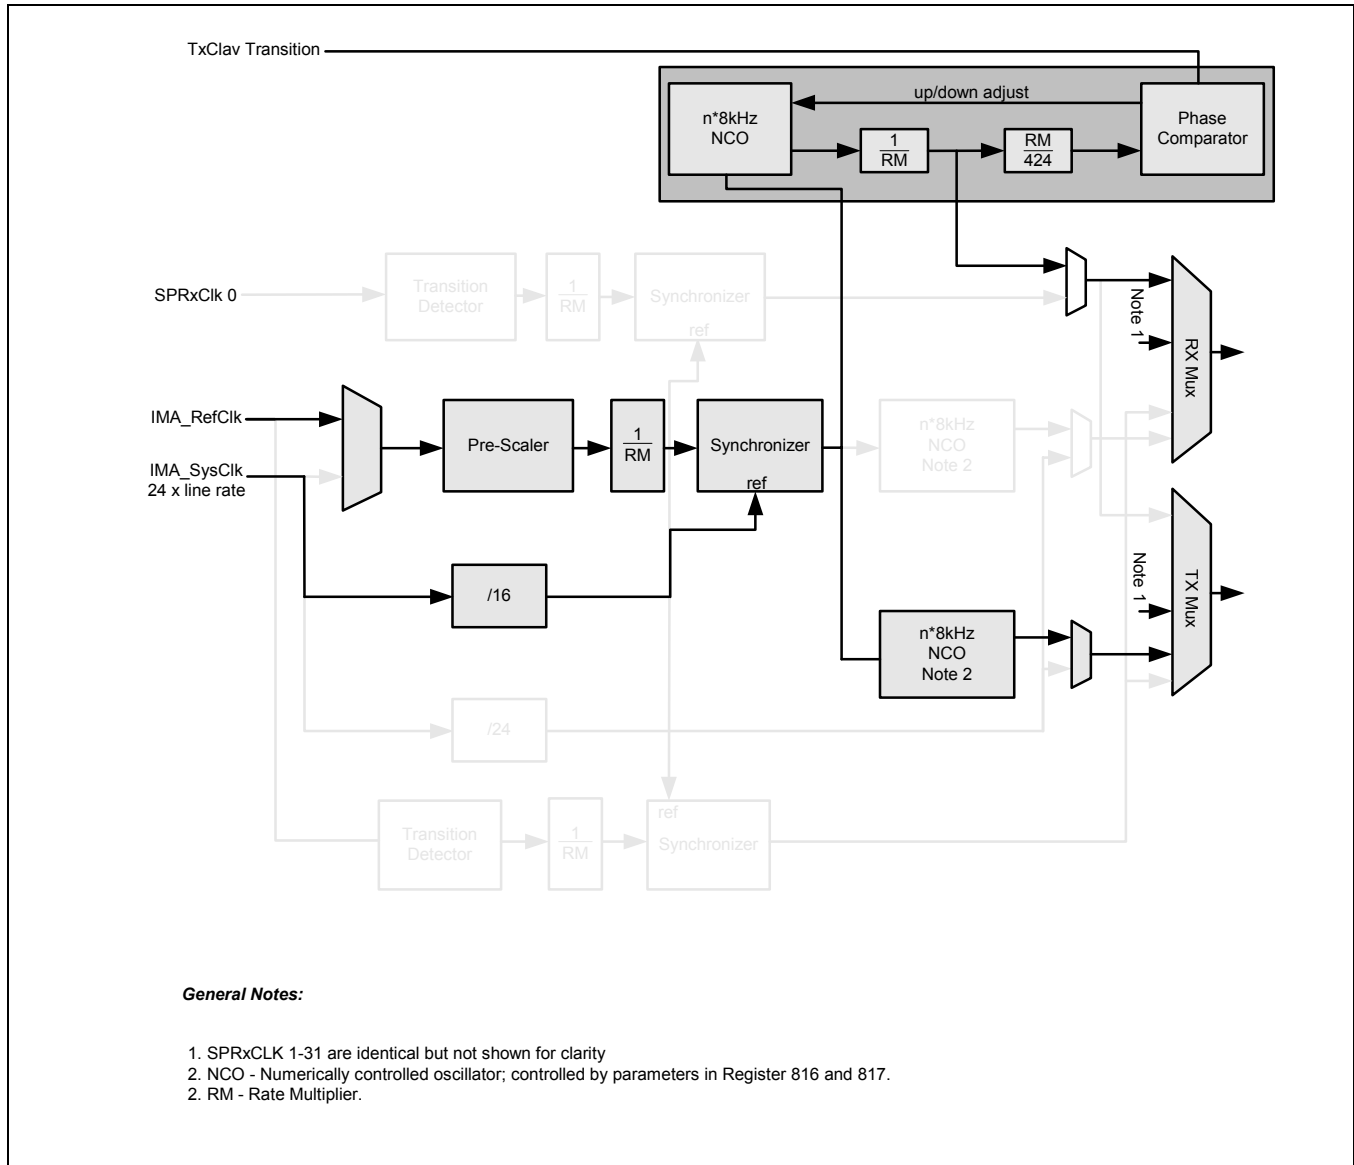 TxClav Transition
up/down adjust
n*8kHz
NCO
1
RM
RM
424
Phase
Comparator
SPRxClk 0
Transition
Detector
1
RM
Synchronizer
ref
Note 1
RX Mux
IMA_RefClk
IMA_SysClk
24 x line rate
Pre-Scaler
1
RM
Synchronizer
ref
n*8kHz
NCO
Note 2
/16
n*8kHz
NCO
Note 2
Note 1
TX Mux
/24
Transition
Detector
1
RM
ref
Synchronizer
General Notes:
1. SPRxCLK 1-31 are identical but not shown for clarity
2. NCO - Numerically controlled oscillator; controlled by parameters in Register 816 and 817.
2. RM - Rate Multiplier.